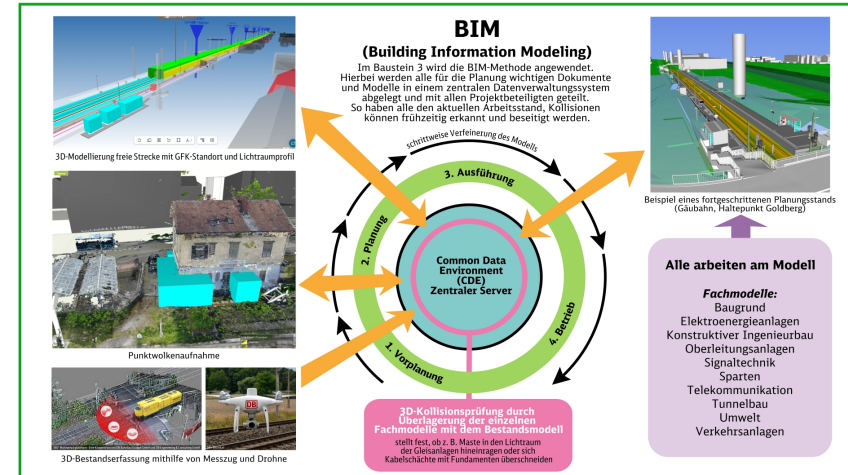 BIM
(Building Information Modeling)
Im Baustein 3 wird die BIM-Methode angewendet.
Hierbei werden alle für die Planung wichtigen Dokumente
und Modelle in einem zentralen Datenverwaltungssystem
abgelegt und mit allen Projektbeteiligten geteilt.
So haben alle den aktuellen Arbeitsstand, Kollisionen
können frühzeitig erkannt und beseitigt werden.
3D-Modellierung freie Strecke mit GFK-Standort und Lichtraumprofil
Punktwolkenaufnahme
DB
3D-Bestandserfassung mithilfe von Messzug und Drohne
schrittweise Verfeinerung des Modells
1. Vorplanung
2. Planung
3. Ausführung
4. Betrieb
Common Data
Environment
(CDE)
Zentraler Server
3D-Kollisionsprüfung durch
Überlagerung der einzelnen
Fachmodelle mit dem Bestandsmodell
stellt fest, ob z. B. Maste in den Lichtraum
der Gleisanlagen hineintragen oder sich
Kabelschächte mit Fundamenten überschneiden
Beispiel eines fortgeschrittenen Planungsstands
(Gäubahn, Haltepunkt Goldberg)
Alle arbeiten am Modell
Fachmodelle:
Baugrund
Elektroenergieanlagen
Konstruktiver Ingenieurbau
Oberleitungsanlagen
Signaltechnik
Sparten
Telekommunikation
Tunnelbau
Umwelt
Verkehrsanlagen